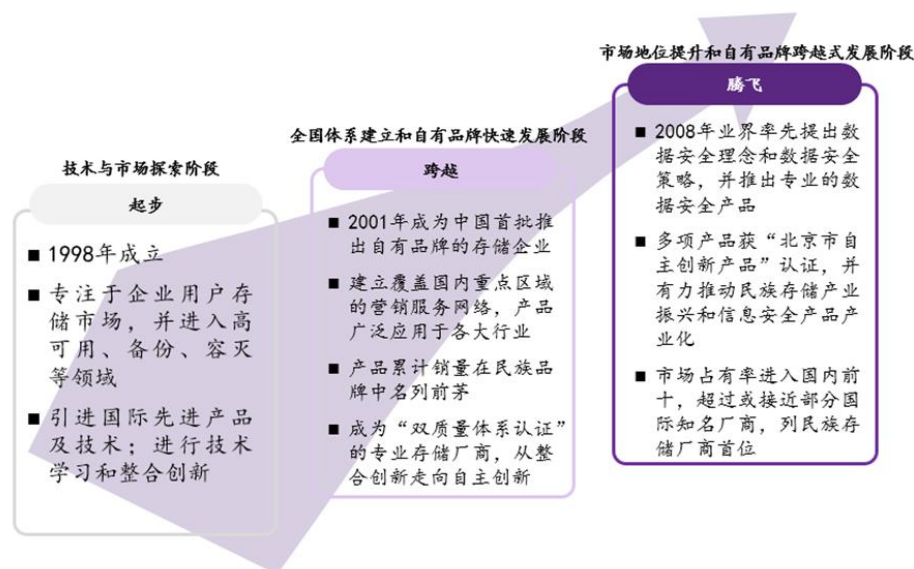 技术与市场探索阶段
起步
■ 1998年成立
■ 专注于企业用户存
储市场，并进入高
可用、备份、容灭
等领域
■ 引进国际先进产品
及技术；进行技术
学习和整合创新
全国体系建立和自有品牌快速发展阶段
跨越
■ 2001年成为中国首批推
出自有品牌的存储企业
■ 建立覆盖国内重点区域
的营销服务网络，产品
广泛应用于各大行业
■ 产品累计销量在民族品
牌中名列前茅
■ 成为“双质量体系认证”
的专业存储厂商，从整
合创新走向自主创新
市场地位提升和自有品牌跨越式发展阶段
腾飞
■ 2008年业界率先提出数
据安全理念和数据安全
策略，并推出专业的数
据安全产品
■ 多项产品获“北京市自
主创新产品”认证，并
有力推动民族存储产业
振兴和信息安全产品产
业化
■ 市场占有率进入国内前
十，超过或接近部分国
际知名厂商，列民族存
储厂商首位